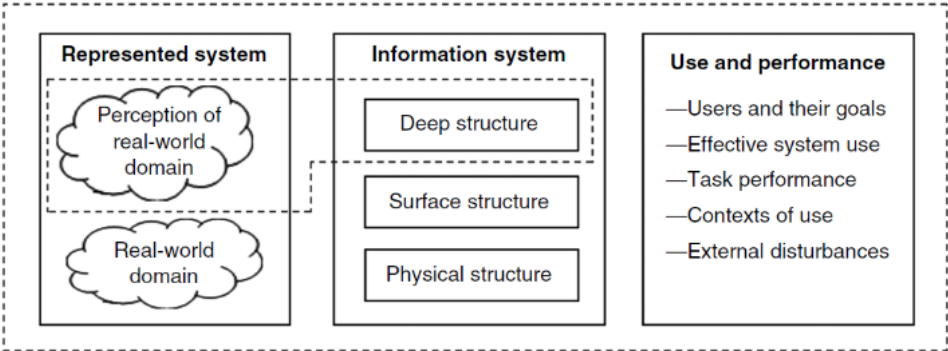 Represented system
Perception of
real-world
domain
Real-world
domain
Information system
Deep structure
Surface structure
Physical structure
Use and performance
—Users and their goals
—Effective system use
—Task performance
—Contexts of use
—External disturbances